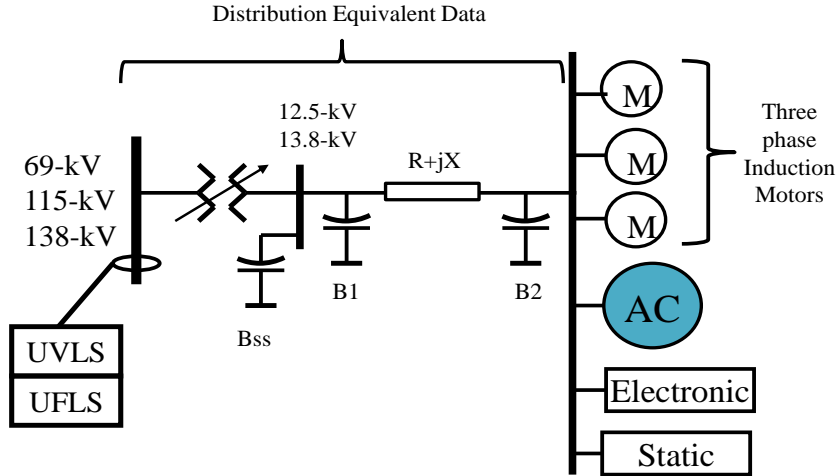 Distribution Equivalent Data
69-kV
115-kV
138-kV
12.5-kV
13.8-kV
R+jX
B1
B2
Bss
UVLS
UFLS
M
M
M
Three
phase
Induction
Motors
AC
Electronic
Static